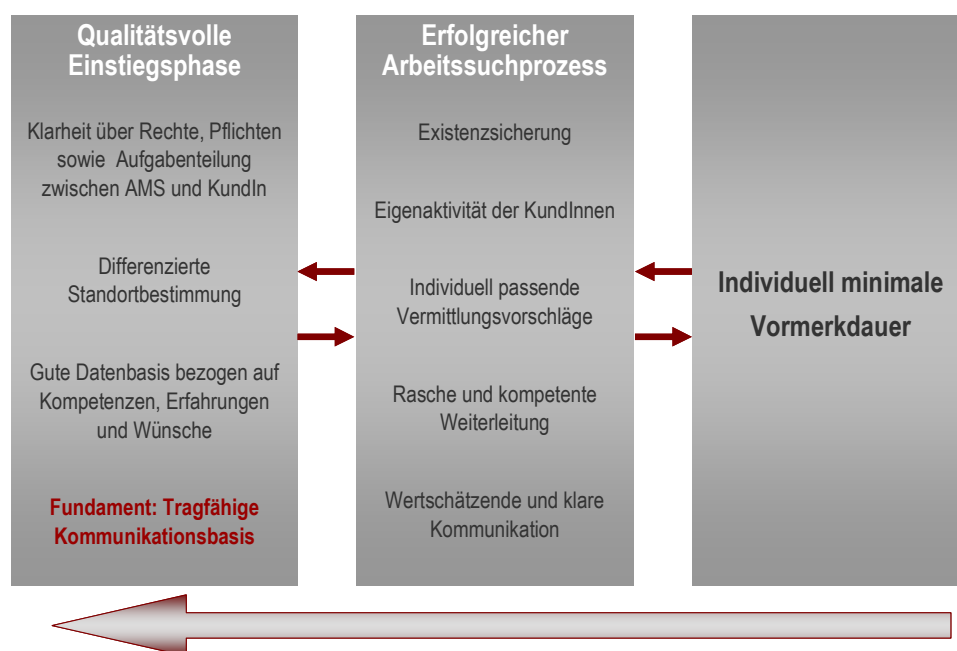 Qualitätsvolle
Einstiegsphase
Klarheit über Rechte, Pflichten
sowie Aufgabenteilung
zwischen AMS und KundIn
Differenzierte
Standortbestimmung
Gute Datenbasis bezogen auf
Kompetenzen, Erfahrungen
und Wünsche
Fundament: Tragfähige
Kommunikationsbasis
Erfolgreicher
Arbeitssuchprozess
Existenzsicherung
Eigenaktivität der KundInnen
Individuell passende
Vermittlungsvorschläge
Rasche und kompetente
Weiterleitung
Wertschätzende und klare
Kommunikation
Individuell minimale
Vormerkdauer